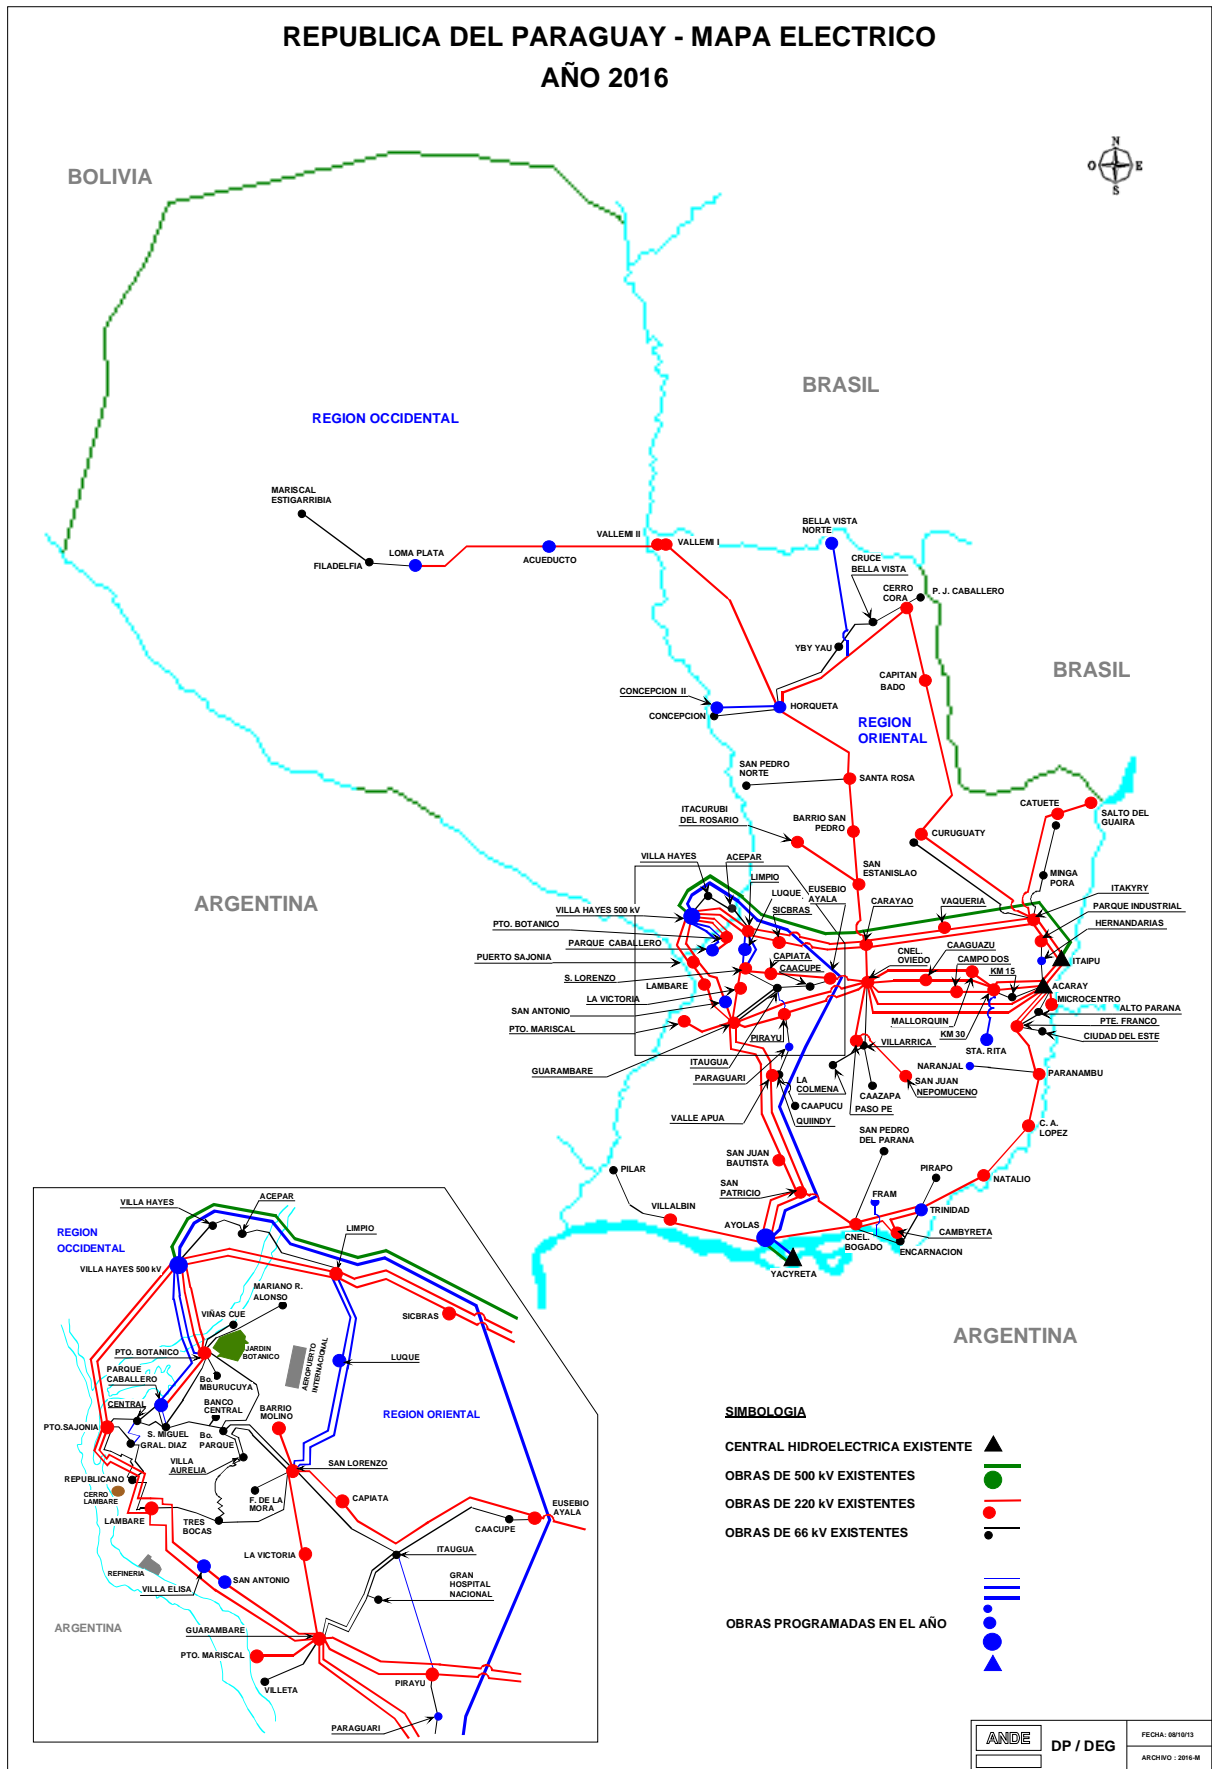 REPUBLICA DEL PARAGUAY - MAPA ELECTRICO
AÑO 2016
BOLIVIA
N
O
E
S
BRASIL
REGION OCCIDENTAL
MARISCAL
ESTIGARRIBIA
FILADELFIA
LOMA PLATA
ACUEDUCTO
VALLEMI II
VALLEMI I
BELLA VISTA
NORTE
CRUCE
BELLA VISTA
CERRO
CORA
P. J. CABALLERO
YBY YAU
BRASIL
CAPITAN
BADO
CONCEPCION II
CONCEPCION
HORQUETA
REGION
ORIENTAL
SAN PEDRO
NORTE
SANTA ROSA
ITACURUBI
DEL ROSARIO
BARRIO SAN
PEDRO
CURUGUATY
CATUETE
SALTO DEL
GUAIRA
VILLA HAYES
ACEPAR
LIMPIO
LUQUE
SICBRAS
EUSEBIO
AYALA
SAN
ESTANISLAO
CARAYAO
VAQUERIA
MINGA
PORA
ITAKYRY
PARQUE INDUSTRIAL
HERNANDARIAS
ARGENTINA
VILLA HAYES 500 kV
PTO. BOTANICO
PARQUE CABALLERO
PUERTO SAJONIA
S. LORENZO
LAMBARE
LA VICTORIA
SAN ANTONIO
PTO. MARISCAL
GUARAMBARE
CAPIATA
CAACUPE
CNEL.
OVIEDO
CAAGUAZU
CAMPO DOS
KM 15
ITAIPU
ACARAY
MICROCENTRO
ALTO PARANA
PTE. FRANCO
CIUDAD DEL ESTE
MALLORQUIN
KM 30
STA. RITA
NARANJAL
PARANAMBU
PIRAYU
ITAUGUA
PARAGUARI
VALLE APUA
LA
COLMENA
CAAPUCU
QUIINDY
VILLARRICA
CAAZAPA
PASO PE
SAN JUAN
NEPOMUCENO
C. A.
LOPEZ
SAN PEDRO
DEL PARANA
PIRAPO
NATALIO
SAN JUAN
BAUTISTA
SAN
PATRICIO
PILAR
VILLALBIN
AYOLAS
FRAM
TRINIDAD
CAMBYRETA
CNEL.
BOGADO
ENCARNACION
YACYRETA
ARGENTINA
VILLA HAYES
ACEPAR
REGION
OCCIDENTAL
VILLA HAYES 500 kV
LIMPIO
MARIANO R.
ALONSO
VIÑAS CUE
SICBRAS
PTO. BOTANICO
JARDIN
BOTANICO
AEROPUERTO
INTERNACIONAL
LUQUE
PARQUE
CABALLERO
Bo.
MBURUCUYA
CENTRAL
BANCO
CENTRAL
BARRIO
MOLINO
REGION ORIENTAL
PTO.SAJONIA
S. MIGUEL
GRAL. DIAZ
Bo.
PARQUE
VILLA
AURELIA
SAN LORENZO
REPUBLICANO
CERRO
LAMBARE
LAMBARE
TRES
BOCAS
F. DE LA
MORA
CAPIATA
CAACUPE
EUSEBIO
AYALA
LA VICTORIA
ITAUGUA
REFINERIA
VILLA ELISA
SAN ANTONIO
GRAN
HOSPITAL
NACIONAL
ARGENTINA
GUARAMBARE
PTO. MARISCAL
VILLETA
PIRAYU
PARAGUARI
SIMBOLOGIA
CENTRAL HIDROELECTRICA EXISTENTE
OBRAS DE 500 kV EXISTENTES
OBRAS DE 220 kV EXISTENTES
OBRAS DE 66 kV EXISTENTES
OBRAS PROGRAMADAS EN EL AÑO
ANDE
DP / DEG
FECHA: 08/10/13
ARCHIVO : 2016-M